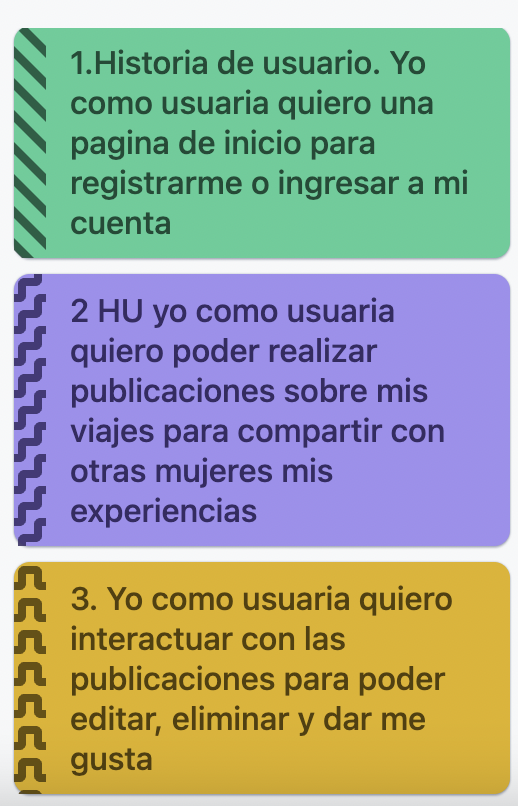 1.Historia de usuario. Yo
como usuaria quiero una
pagina de inicio para
registrarme o ingresar a mi
cuenta
2 HU yo como usuaria
quiero poder realizar
publicaciones sobre mis
viajes para compartir con
otras mujeres mis
experiencias
3. Yo como usuaria quiero
interactuar con las
publicaciones para poder
editar, eliminar y dar me
gusta